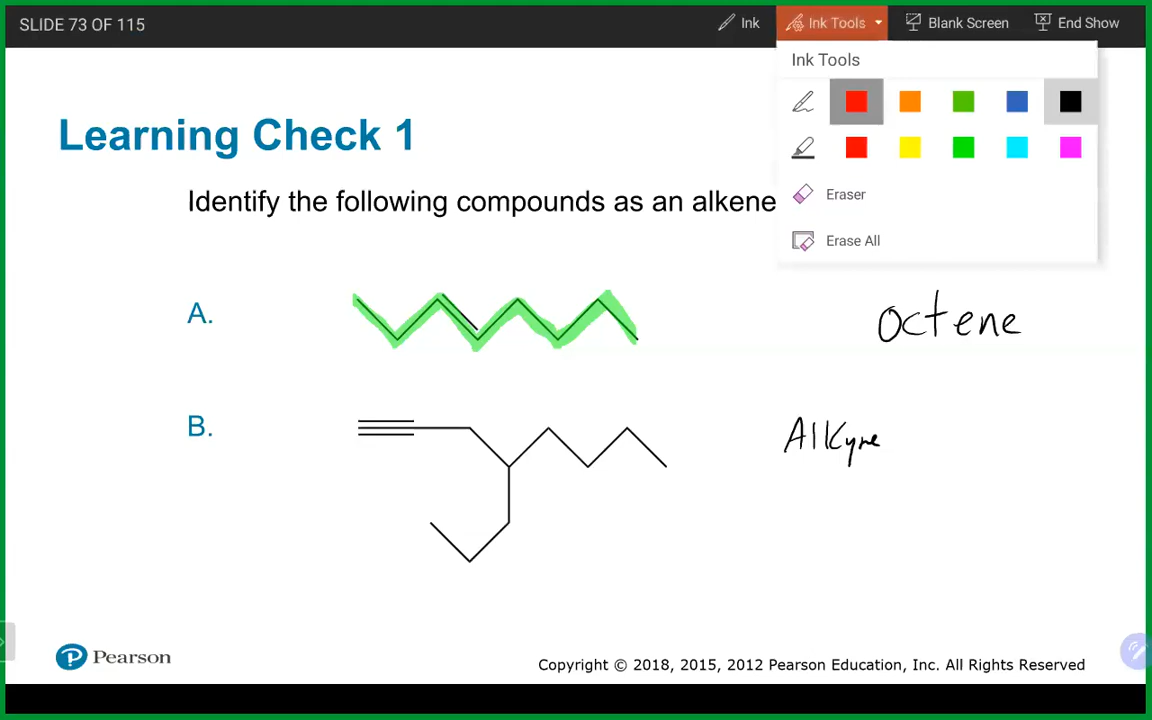 SLIDE 73 OF 115 Ink Ink Tools Blank Screen End Show
Ink Tools
Learning Check 1
Identify the following compounds as an alkene
Eraser
Erase All
A. octene
B. Alkyne
Pearson
Copyright © 2018, 2015, 2012 Pearson Education, Inc. All Rights Reserved